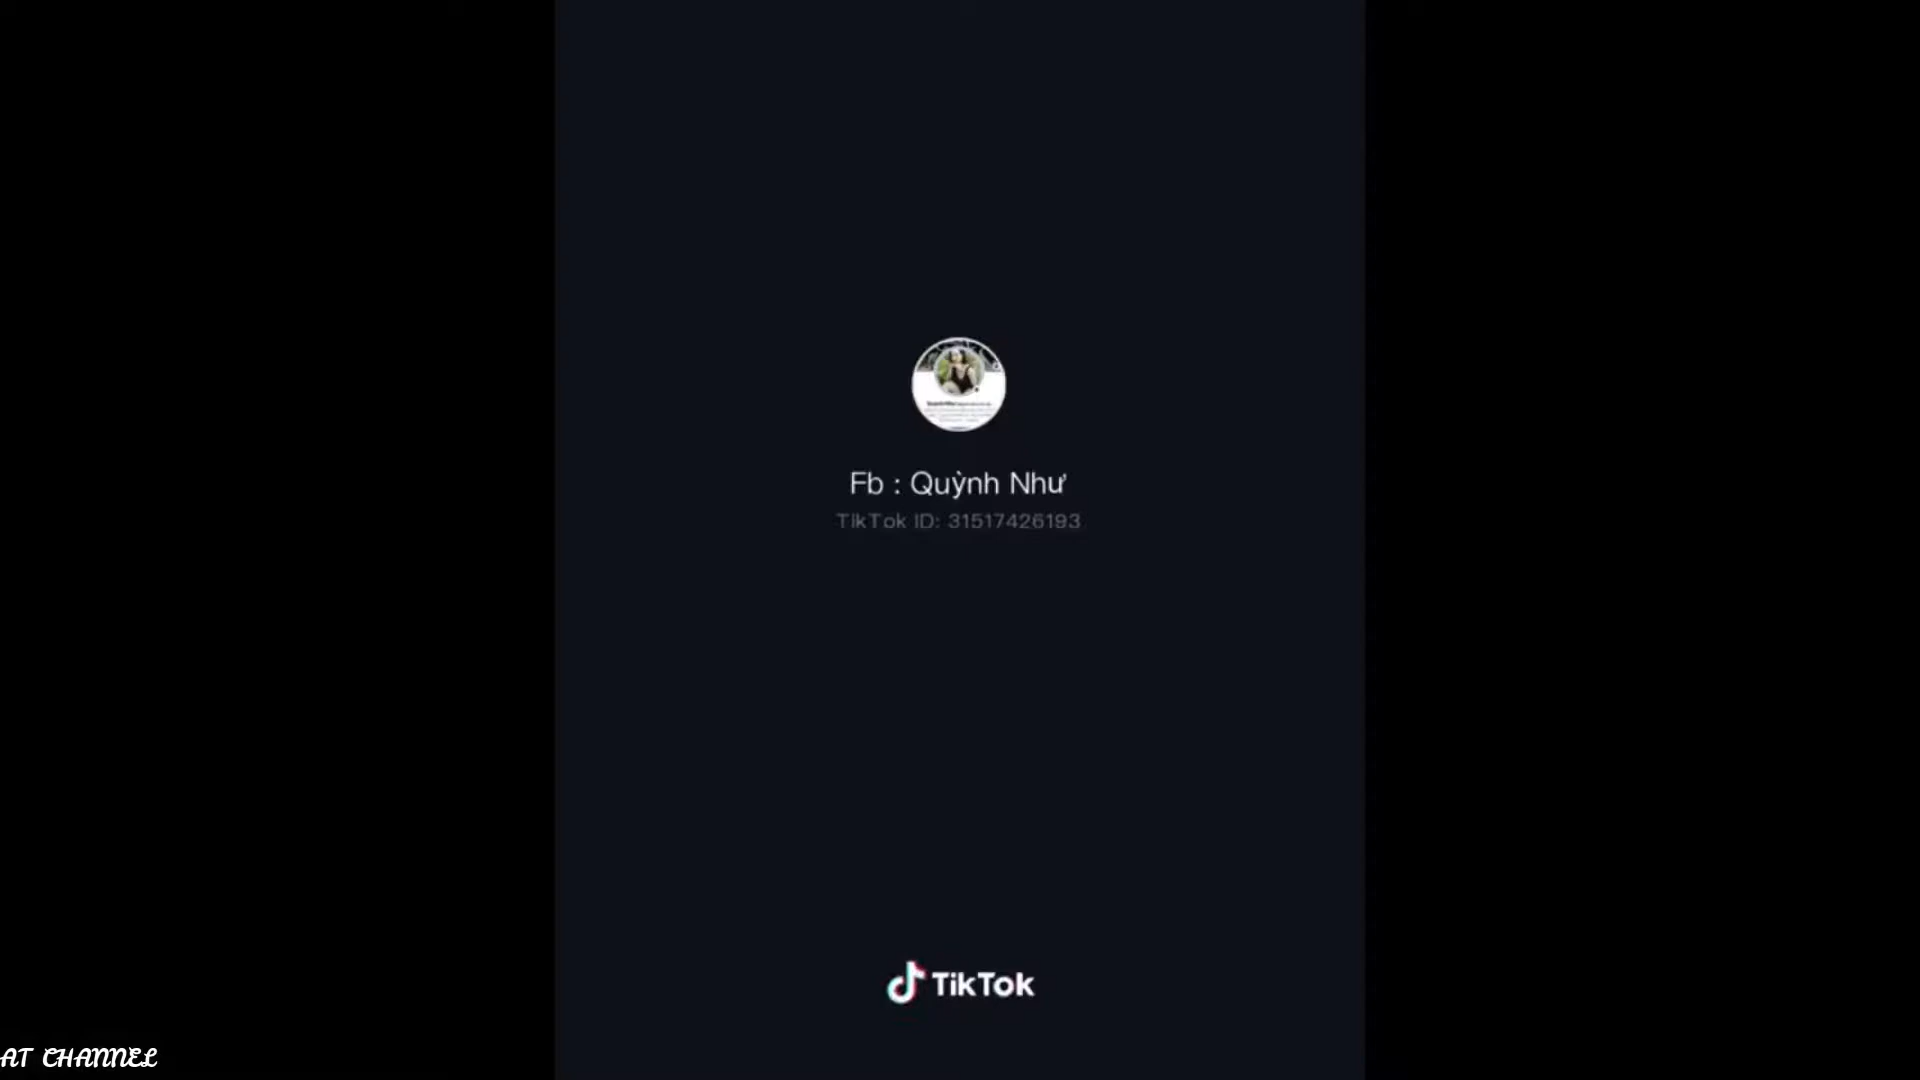 Fb : Quỳnh Như
TikTok ID: 31517426193
TikTok
AT CHANNEL